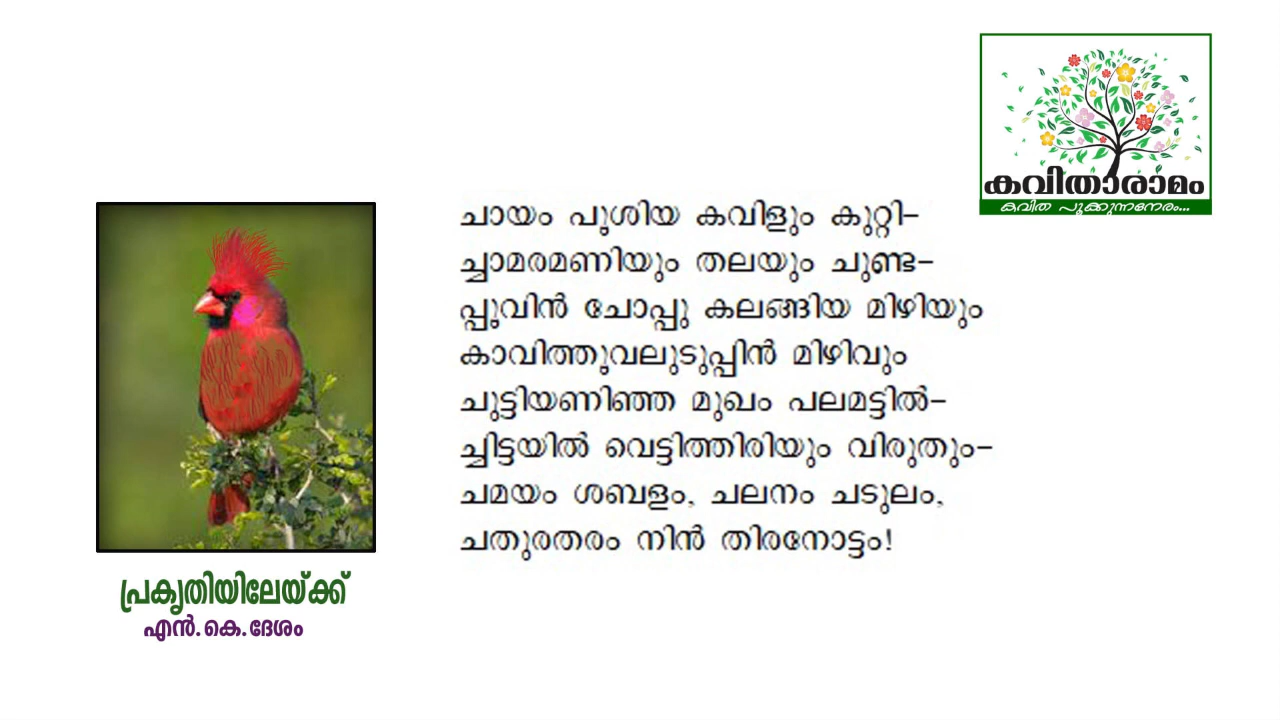 കവിതാരാമം
കവിത പൂക്കുന്നനേരം...
ചായം പൂശിയ കവിളും കുറ്റി-
ച്ചാമരമണിയും തലയും ചുണ്ട-
പ്പൂവിൻ ചോപ്പു കലങ്ങിയ മിഴിയും
കാവിത്തൂവലുടുപ്പിൻ മിഴിവും
ചുട്ടിയണിഞ്ഞ മുഖം പലമട്ടിൽ-
ച്ചിട്ടയിൽ വെട്ടിത്തിരിയും വിരുതും-
ചമയം ശബളം, ചലനം ചടുലം,
ചതുരതരം നിൻ തിരനോട്ടം!
പ്രകൃതിയിലേയ്ക്ക്
എൻ.കെ.ദേശം